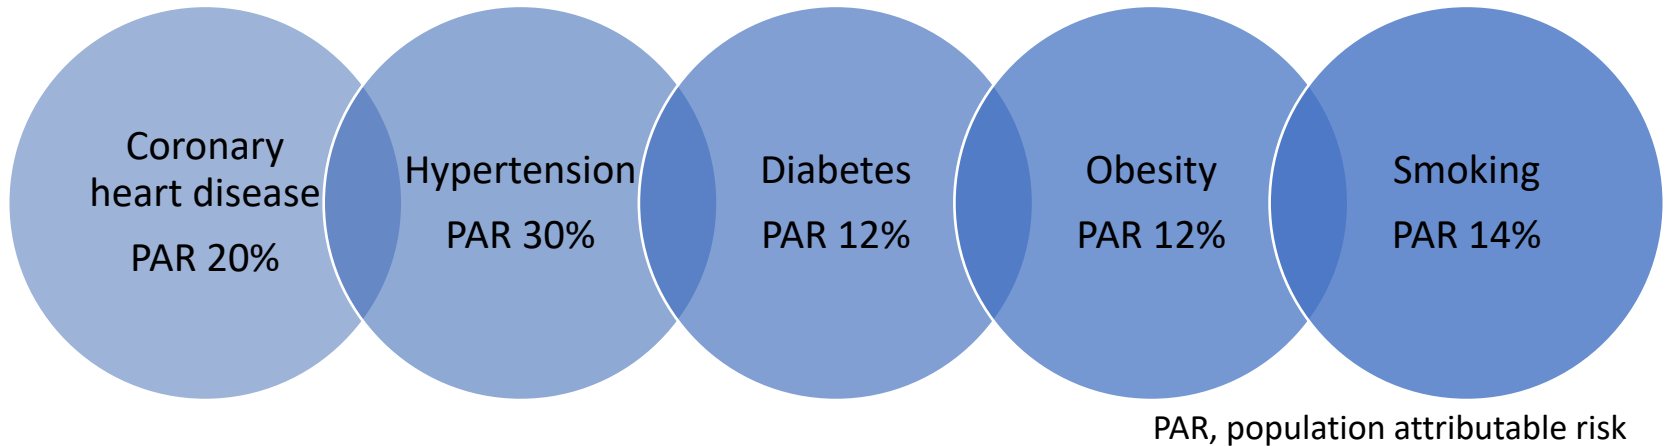 Coronary
heart disease
PAR 20%
Hypertension
PAR 30%
Diabetes
PAR 12%
Obesity
PAR 12%
Smoking
PAR 14%
PAR, population attributable risk